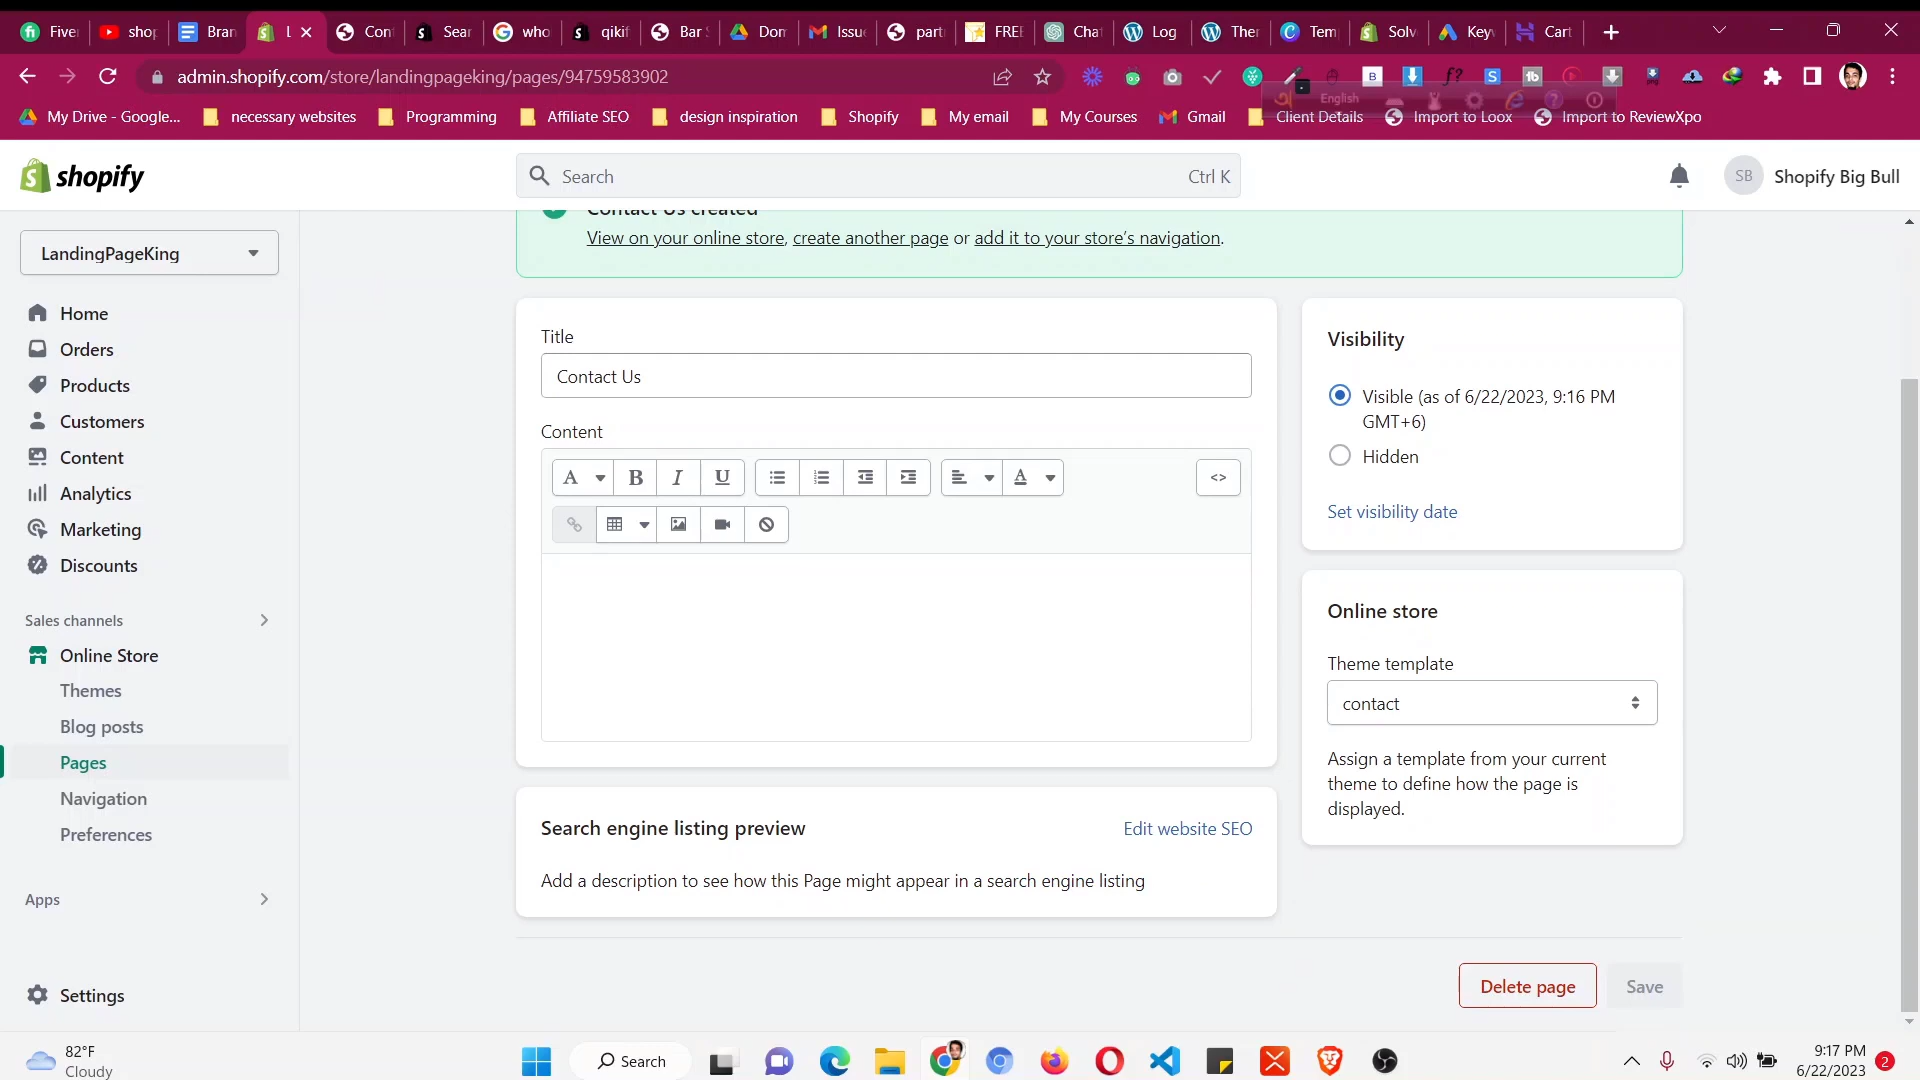 Five
shop
Bran
L
Con
Sear
who
qikif
Bar
Don
Issu
part
FREE
Chat
Log
Ther
Tem
Solv
Keyw
Cart
admin.shopify.com/store/landingpageking/pages/94759583902
English
My Drive - Google...
necessary websites
Programming
Affiliate SEO
design inspiration
Shopify
My email
My Courses
Gmail
Client Details
Import to Loox
Import to ReviewXpo
shopify
Search
Ctrl K
SB
Shopify Big Bull
LandingPageKing
Home
Orders
Products
Customers
Content
Analytics
Marketing
Discounts
Sales channels
Online Store
Themes
Blog posts
Pages
Navigation
Preferences
Apps
Settings
Contact Us created
View on your online store, create another page or add it to your store’s navigation.
Title
Contact Us
Content
A
B
I
U
A
<>
Search engine listing preview
Edit website SEO
Add a description to see how this Page might appear in a search engine listing
Visibility
Visible (as of 6/22/2023, 9:16 PM
GMT+6)
Hidden
Set visibility date
Online store
Theme template
contact
Assign a template from your current
theme to define how the page is
displayed.
Delete page
Save
82°F
Cloudy
Search
9:17 PM
6/22/2023
2